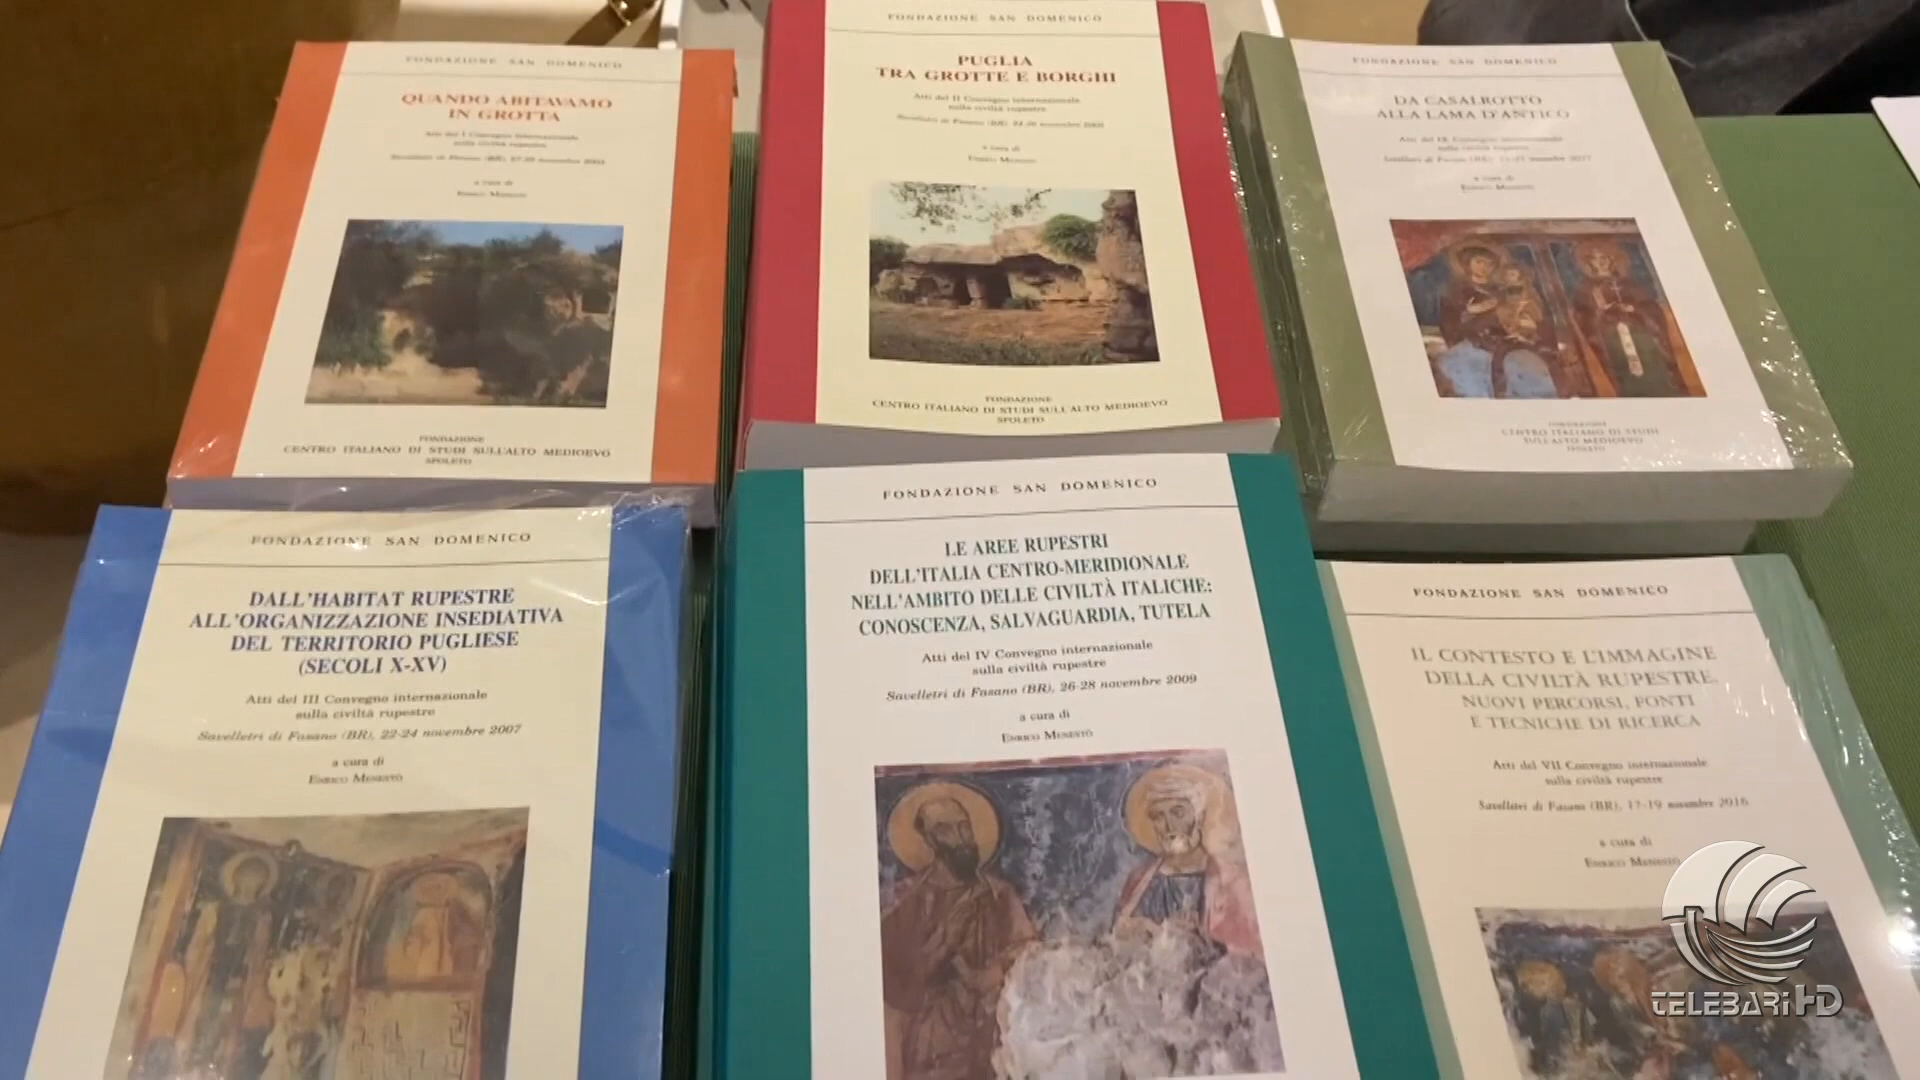 FONDAZIONE SAN DOMENICO
QUANDO ABITAVAMO
IN GROTTA
Atti del I Convegno internazionale
sulla civiltà rupestre
Savelletri di Fasano (BR), novembre
a cura di
ENRICO MENESTÒ
FONDAZIONE
CENTRO ITALIANO DI STUDI SULL'ALTO MEDIOEVO
SPOLETO
FONDAZIONE SAN DOMENICO
PUGLIA
TRA GROTTE E BORGHI
Atti del II Convegno internazionale
sulla civiltà rupestre
Savelletri di Fasano (BR), novembre
a cura di
ENRICO MENESTÒ
FONDAZIONE
CENTRO ITALIANO DI STUDI SULL'ALTO MEDIOEVO
SPOLETO
FONDAZIONE SAN DOMENICO
DA CASALROTTO
ALLA LAMA D'ANTICO
Atti del Convegno internazionale
sulla civiltà rupestre
Savelletri di Fasano (BR), novembre
a cura di
ENRICO MENESTÒ
FONDAZIONE
CENTRO ITALIANO DI STUDI
SULL'ALTO MEDIOEVO
SPOLETO
FONDAZIONE SAN DOMENICO
DALL'HABITAT RUPESTRE
ALL'ORGANIZZAZIONE INSEDIATIVA
DEL TERRITORIO PUGLIESE
(SECOLI X-XV)
Atti del III Convegno internazionale
sulla civiltà rupestre
Savelletri di Fasano (BR), 22-24 novembre 2007
a cura di
ENRICO MENESTÒ
FONDAZIONE SAN DOMENICO
LE AREE RUPESTRI
DELL'ITALIA CENTRO-MERIDIONALE
NELL'AMBITO DELLE CIVILTÀ ITALICHE:
CONOSCENZA, SALVAGUARDIA, TUTELA
Atti del IV Convegno internazionale
sulla civiltà rupestre
Savelletri di Fasano (BR), 26-28 novembre 2009
a cura di
ENRICO MENESTÒ
FONDAZIONE SAN DOMENICO
IL CONTESTO E L'IMMAGINE
DELLA CIVILTÀ RUPESTRE.
NUOVI PERCORSI, FONTI
E TECNICHE DI RICERCA
Atti del VII Convegno internazionale
sulla civiltà rupestre
Savelletri di Fasano (BR), 17-19 novembre 2016
a cura di
ENRICO MENESTÒ
TELEBARI HD